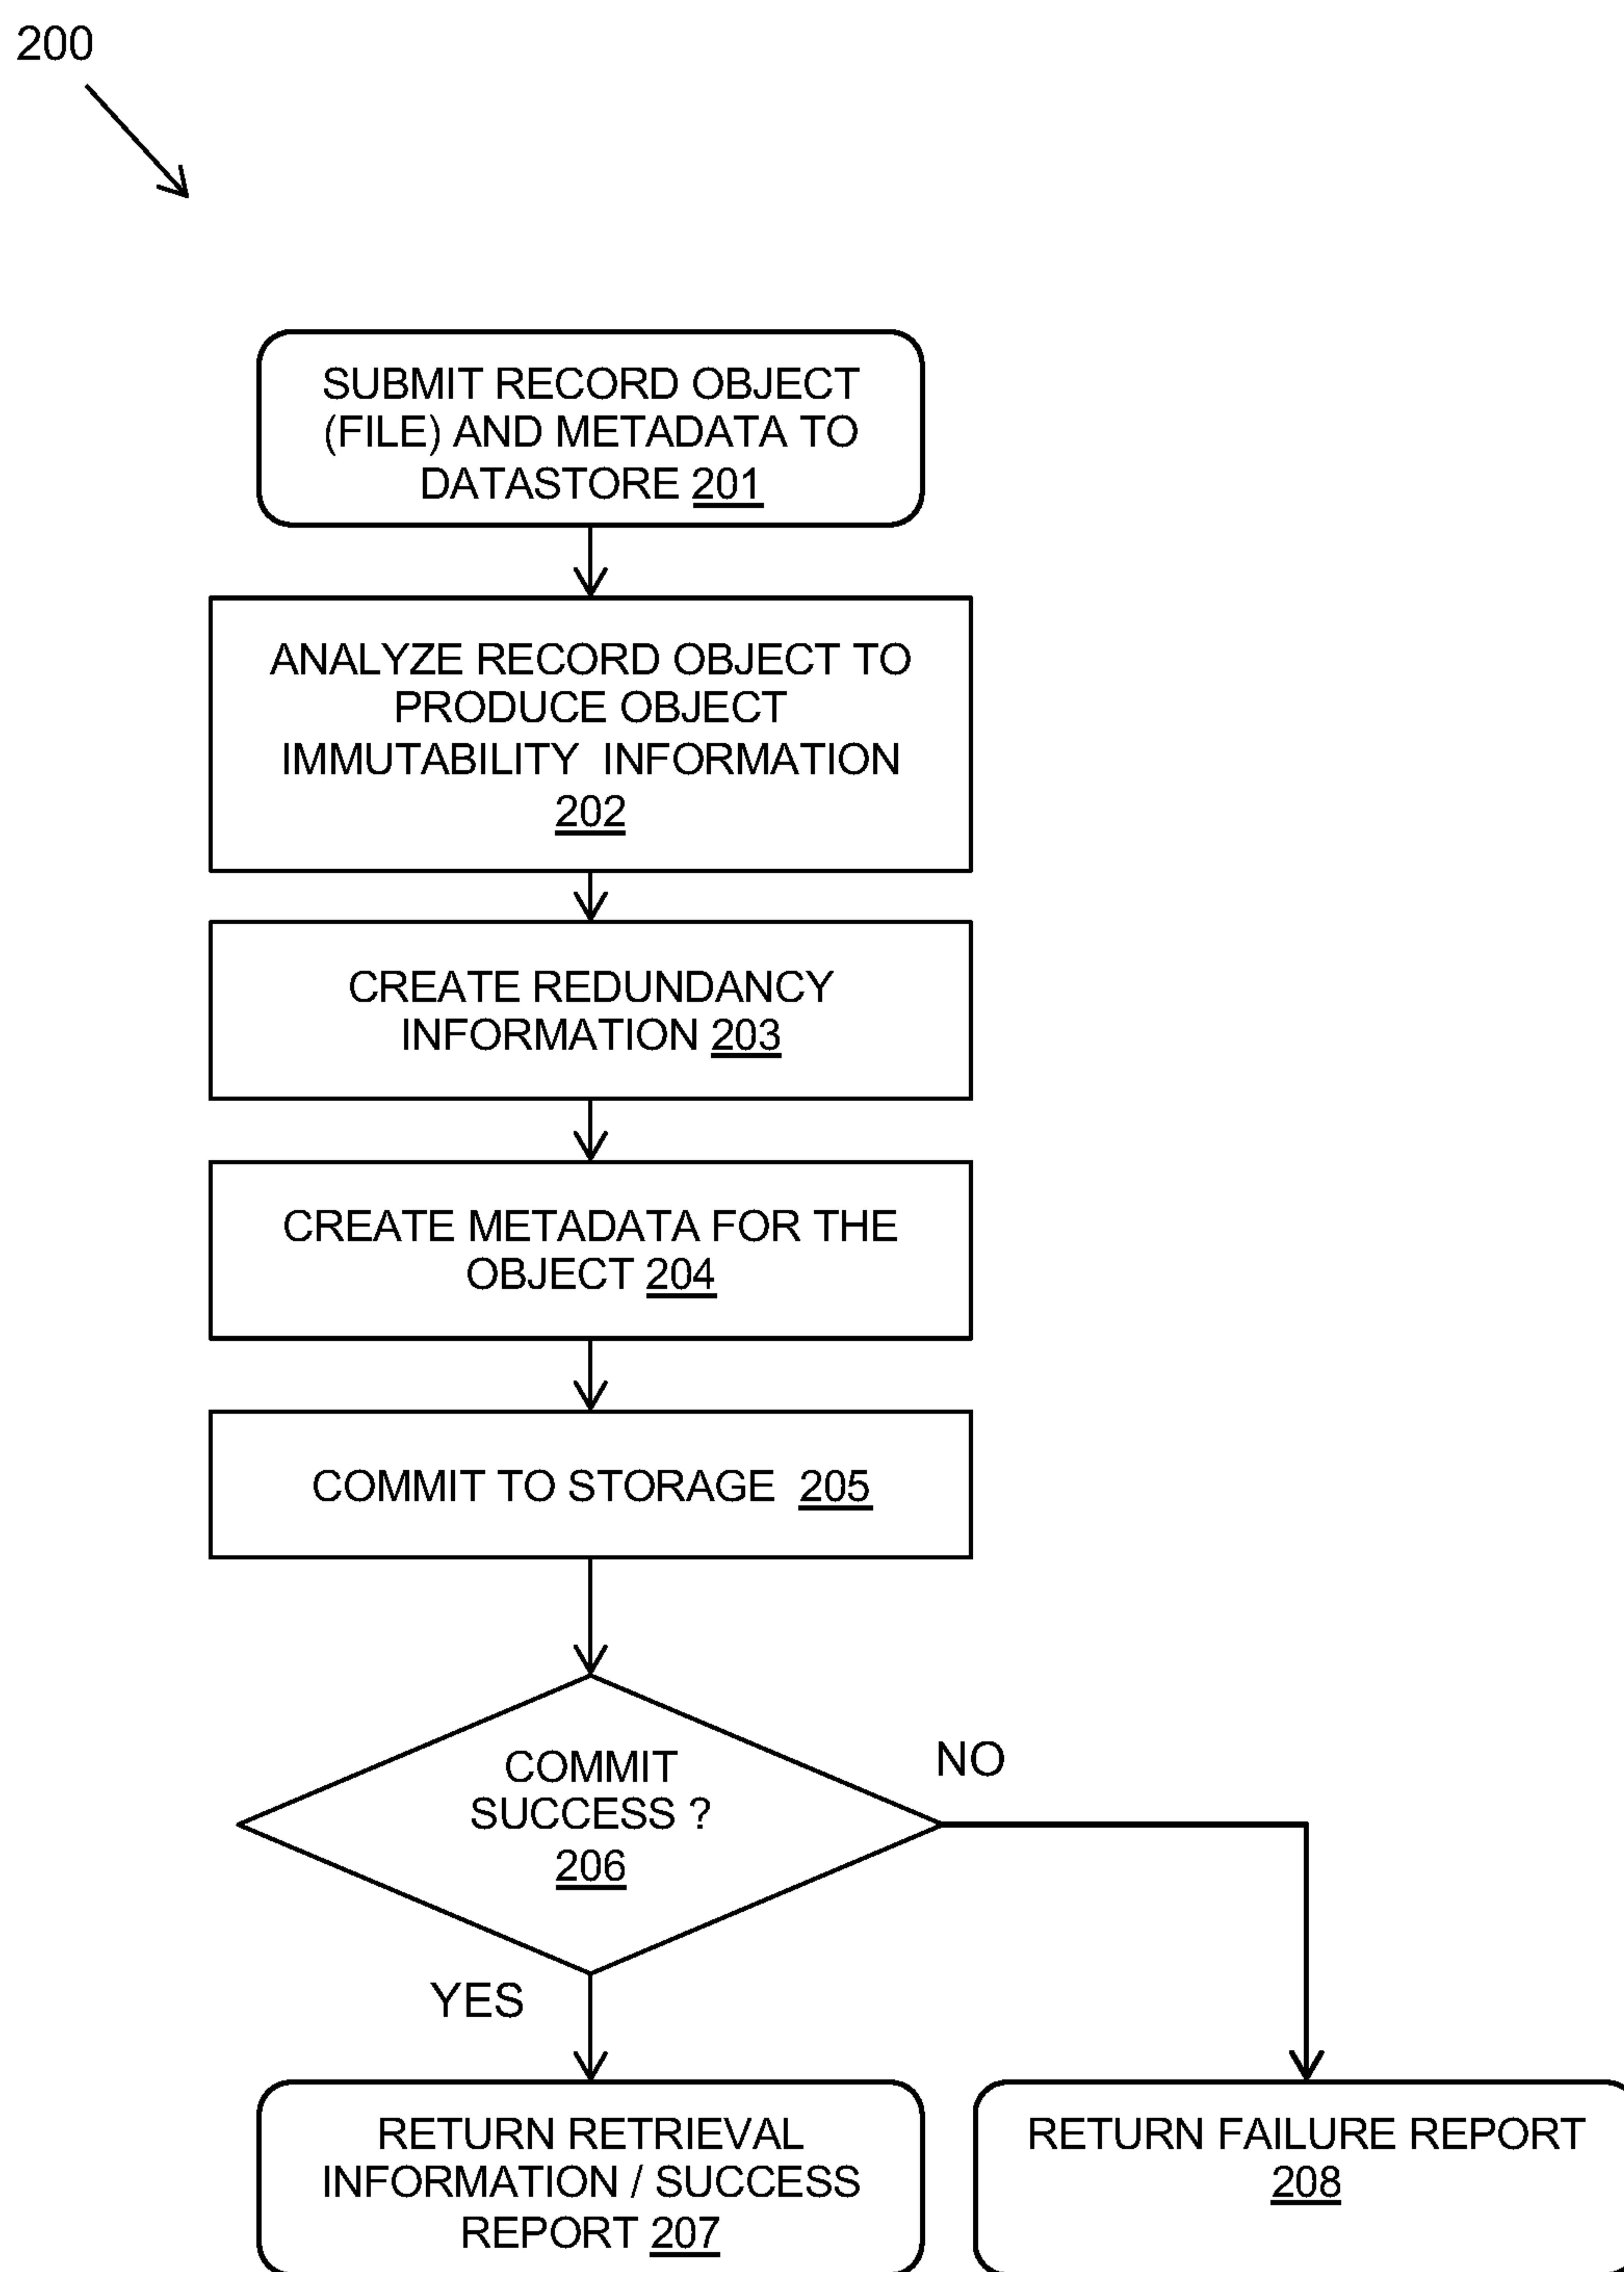 200
SUBMIT RECORD OBJECT
(FILE) AND METADATA TO
DATASTORE 201
ANALYZE RECORD OBJECT TO
PRODUCE OBJECT
IMMUTABILITY INFORMATION
202
CREATE REDUNDANCY
INFORMATION 203
CREATE METADATA FOR THE
OBJECT 204
COMMIT TO STORAGE 205
COMMIT
SUCCESS ?
206
NO
YES
RETURN RETRIEVAL
INFORMATION / SUCCESS
REPORT 207
RETURN FAILURE REPORT
208